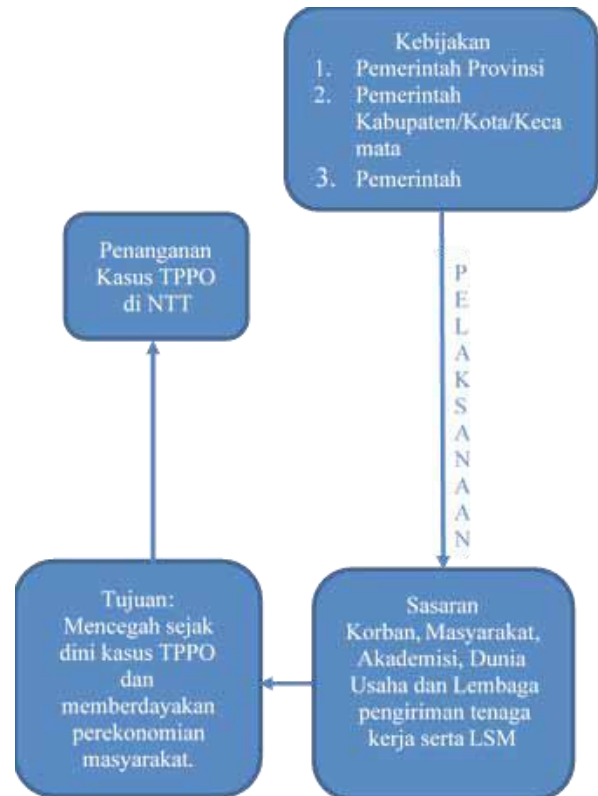 Kebijakan
1. Pemerintah Provinsi
2. Pemerintah
Kabupaten/Kota/Keca
mata
3. Pemerintah
PELAKSANAAN
Sasaran
Korban, Masyarakat,
Akademisi, Dunia
Usaha dan Lembaga
pengiriman tenaga
kerja serta LSM
Tujuan:
Mencegah sejak
dini kasus TPPO
dan
memberdayakan
perekonomian
masyarakat.
Penanganan
Kasus TPPO
di NTT